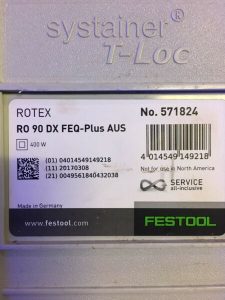 systainer®
T-Loc
ROTEX
No. 571824
RO 90 DX FEQ-Plus AUS
400 W
(01) 04014549149218
(11) 20170308
(21) 0049561840432038
4 014549 149218
Not for use in North America
SERVICE
all-inclusive
Made in Germany
www.festool.com
FESTOOL